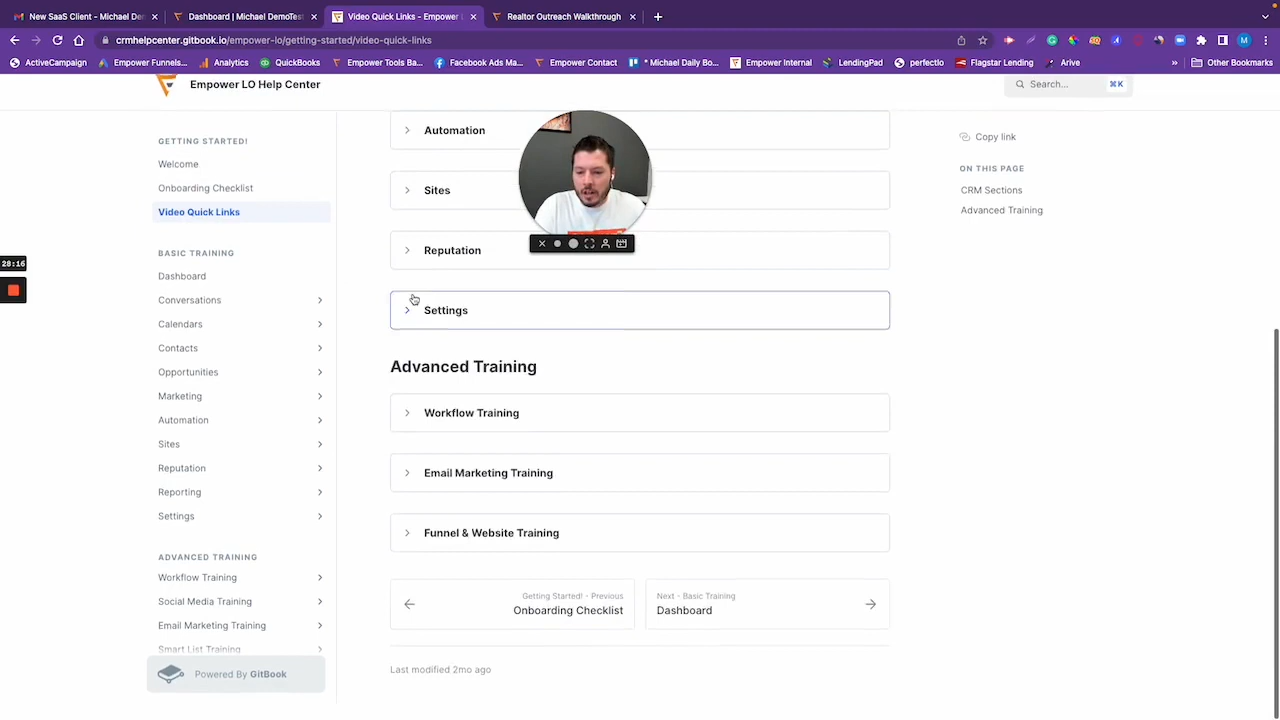 New SaaS Client - Michael Der
Dashboard | Michael DemoTest
Video Quick Links - Empower L
Realtor Outreach Walkthrough
crmhelpcenter.gitbook.io/empower-lo/getting-started/video-quick-links
M
ActiveCampaign
Empower Funnels...
Analytics
QuickBooks
Empower Tools Ba...
Facebook Ads Ma...
Empower Contact
* Michael Daily Bo...
Empower Internal
LendingPad
perfectio
Flagstar Lending
Arive
»
Other Bookmarks
Empower LO Help Center
Search...
⌘K
GETTING STARTED!
Welcome
Onboarding Checklist
Video Quick Links
BASIC TRAINING
Dashboard
Conversations
Calendars
Contacts
Opportunities
Marketing
Automation
Sites
Reputation
Reporting
Settings
ADVANCED TRAINING
Workflow Training
Social Media Training
Email Marketing Training
Smart List Training
Powered By GitBook
28:16
Automation
Sites
Reputation
Settings
Advanced Training
Workflow Training
Email Marketing Training
Funnel & Website Training
Getting Started! - Previous
Onboarding Checklist
Next - Basic Training
Dashboard
Last modified 2mo ago
Copy link
ON THIS PAGE
CRM Sections
Advanced Training